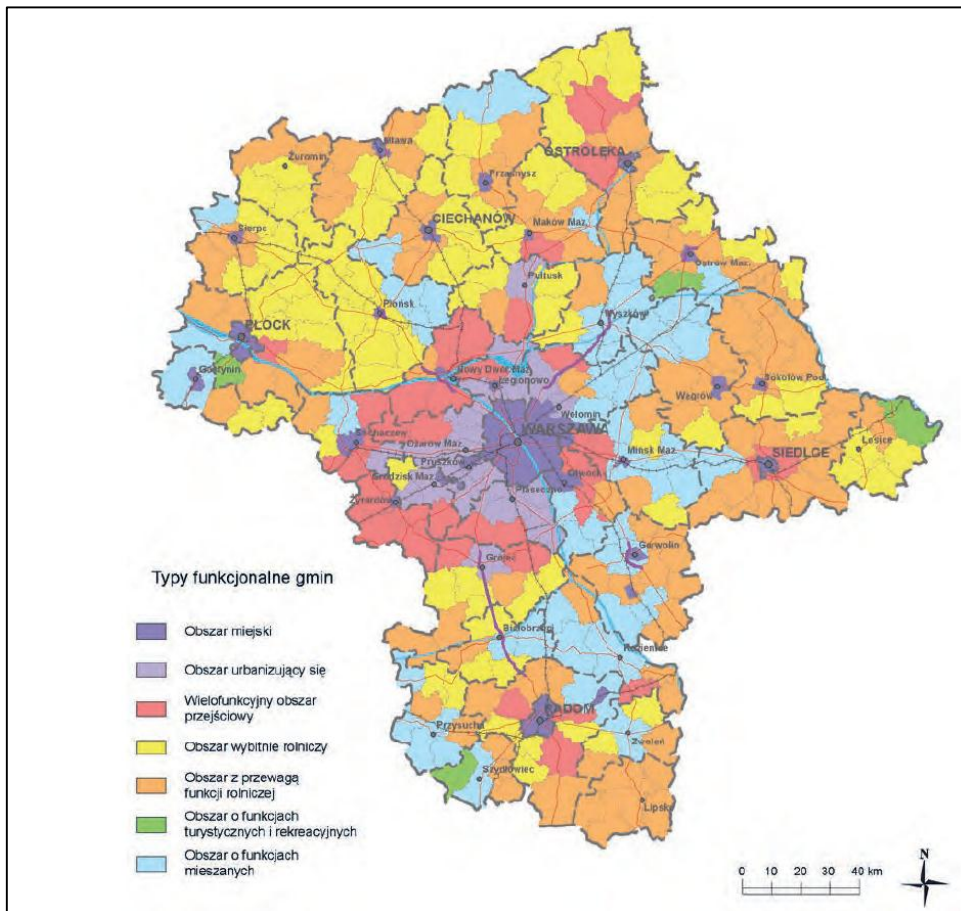 Żuromin
Mława
OSTROŁĘKA
Przasnysz
CIECHANÓW
Maków Maz.
Sierpc
Ostrów Maz.
Pułtusk
Płońsk
Wyszków
PŁOCK
Gostynin
Nowy Dwór Maz.
Legionowo
Sokołów Pod.
Węgrów
Wołomin
Łosice
WARSZAWA
Sochaczew
Ożarów Maz.
Mińsk Maz.
SIEDLCE
Pruszków
Otwock
Grodzisk Maz.
Piaseczno
Żyrardów
Garwolin
Grójec
Typy funkcjonalne gmin
Obszar miejski
Białobrzegi
Kozienice
Obszar urbanizujący się
Wielofunkcyjny obszar
przejściowy
RADOM
Przysucha
Zwoleń
Obszar wybitnie rolniczy
Szydłowiec
Obszar z przewagą
funkcji rolniczej
Lipsko
Obszar o funkcjach
turystycznych i rekreacyjnych
Obszar o funkcjach
mieszanych
N
0 10 20 30 40 km